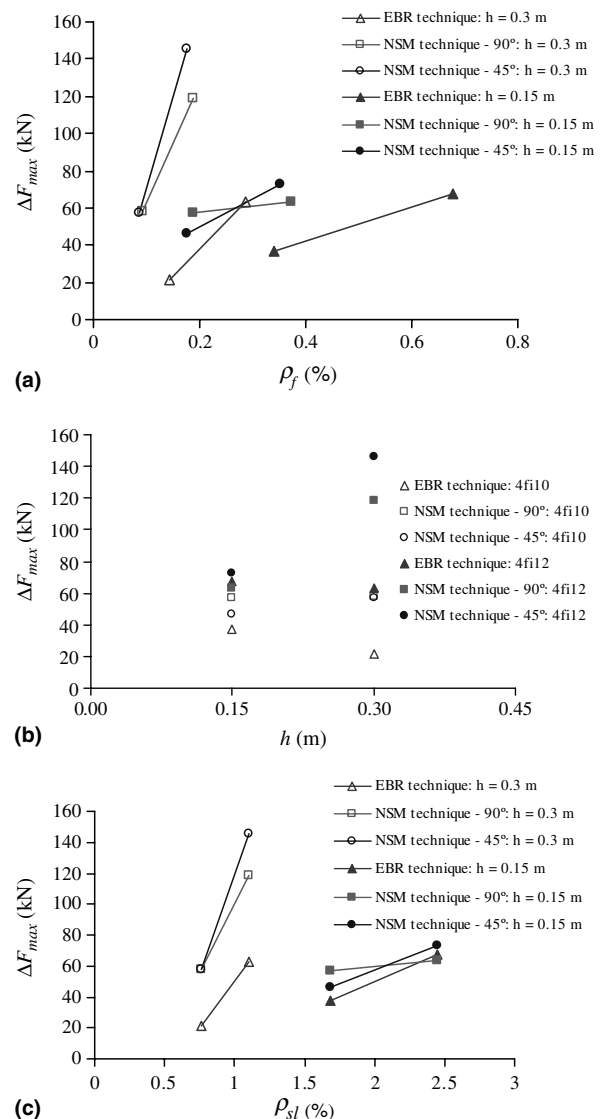 EBR technique: h = 0.3 m
NSM technique - 90º: h = 0.3 m
NSM technique - 45º: h = 0.3 m
EBR technique: h = 0.15 m
NSM technique - 90º: h = 0.15 m
NSM technique - 45º: h = 0.15 m
160
140
120
100
80
60
40
20
0
ΔF_max (kN)
0 0.2 0.4 0.6 0.8
ρ_f (%)
(a)
160
140
120
100
80
60
40
20
0
ΔF_max (kN)
EBR technique: 4fi10
NSM technique - 90º: 4fi10
NSM technique - 45º: 4fi10
EBR technique: 4fi12
NSM technique - 90º: 4fi12
NSM technique - 45º: 4fi12
0.00 0.15 0.30 0.45
h (m)
(b)
EBR technique: h = 0.3 m
NSM technique - 90º: h = 0.3 m
NSM technique - 45º: h = 0.3 m
EBR technique: h = 0.15 m
NSM technique - 90º: h = 0.15 m
NSM technique - 45º: h = 0.15 m
160
140
120
100
80
60
40
20
0
ΔF_max (kN)
0 0.5 1 1.5 2 2.5 3
ρ_sl (%)
(c)